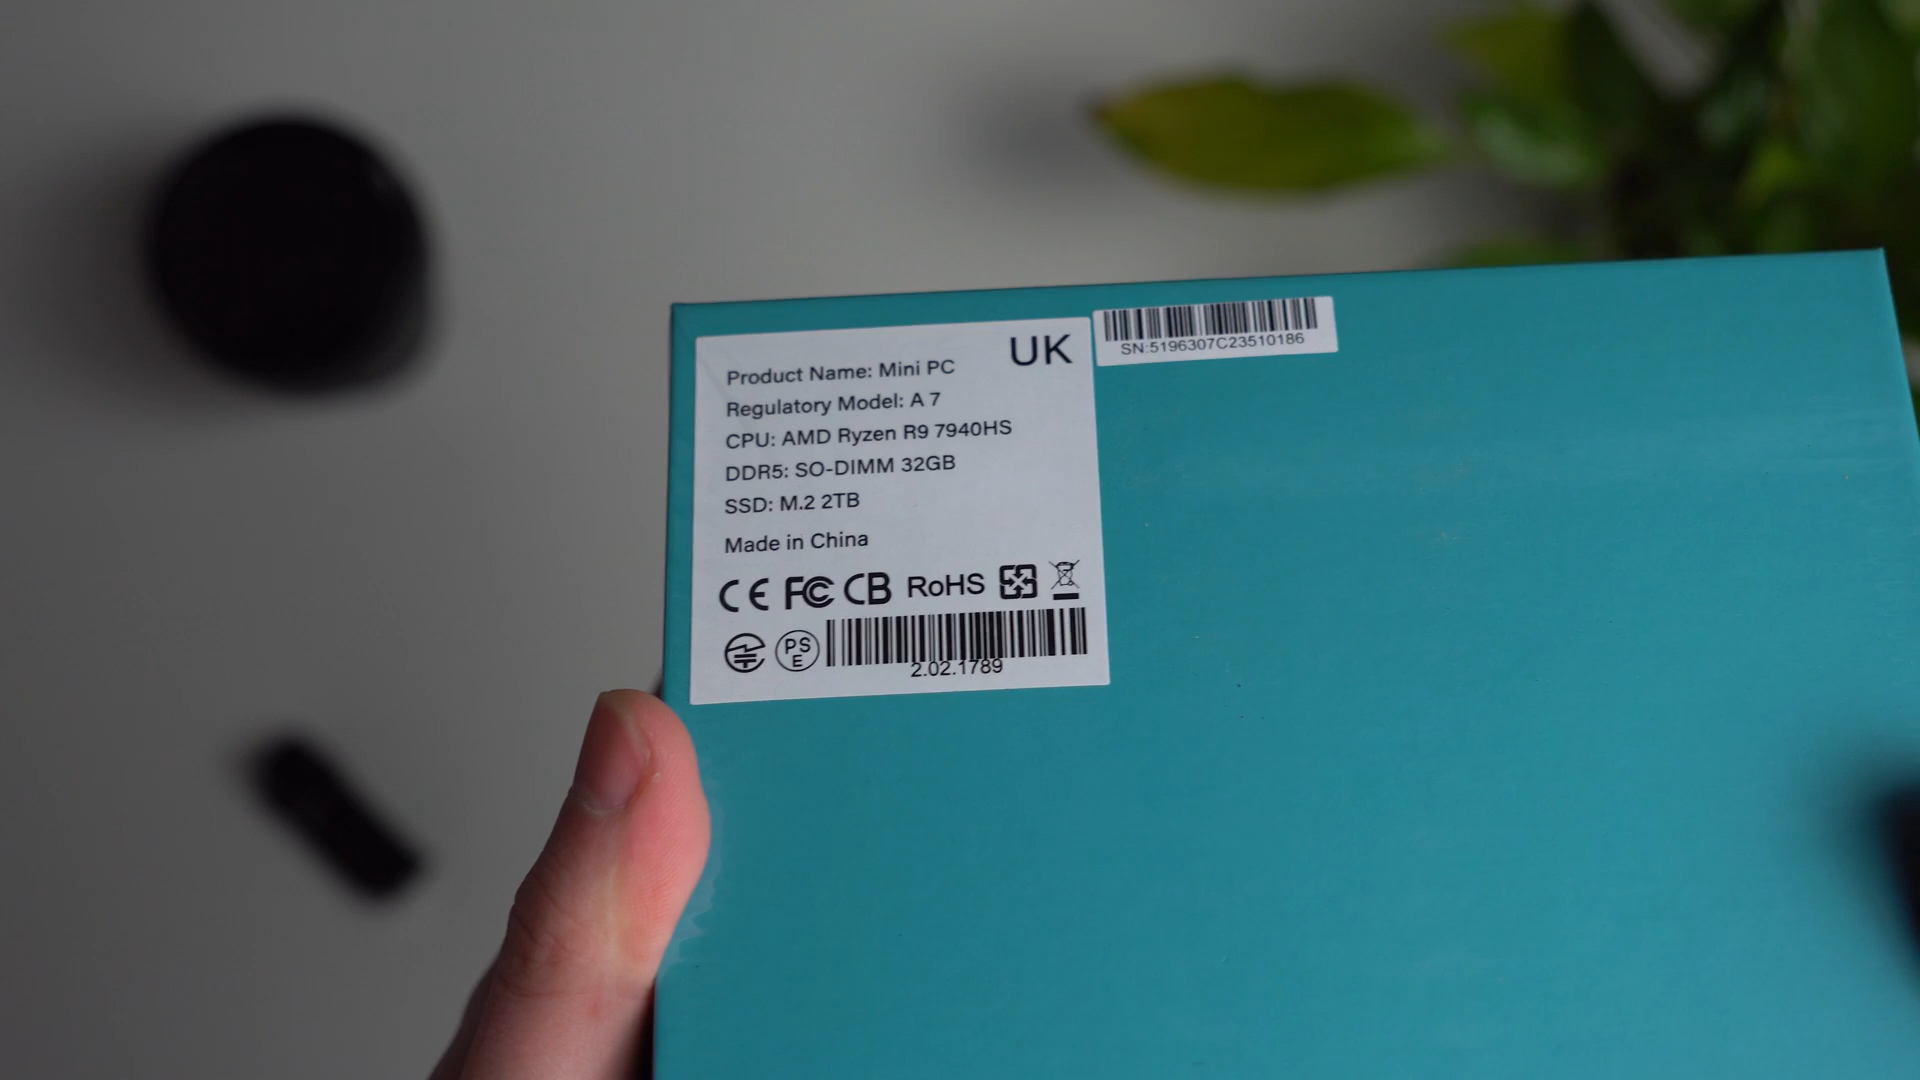 UK
Product Name: Mini PC
Regulatory Model: A 7
CPU: AMD Ryzen R9 7940HS
DDR5: SO-DIMM 32GB
SSD: M.2 2TB
Made in China
CE FC CB RoHS
PS
E
2.02.1789
SN:5196307C23510186